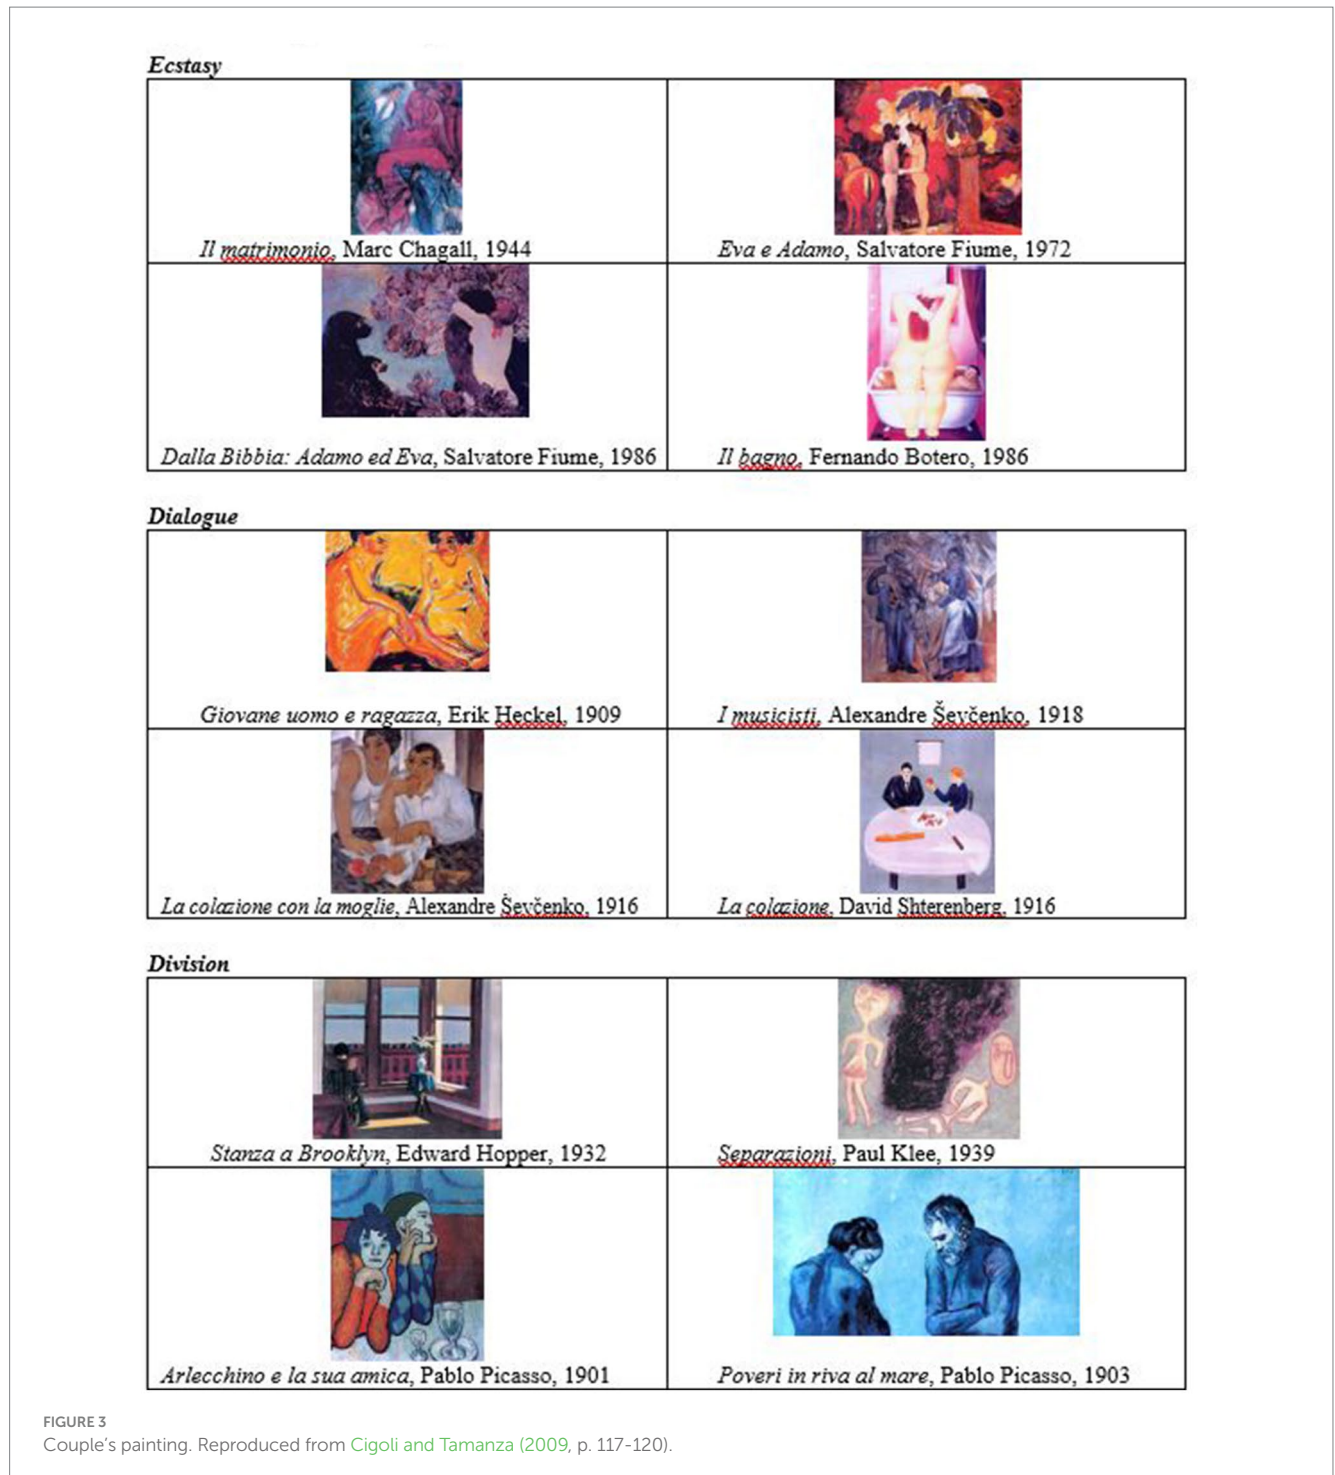 Ecstasy
Il matrimonio, Marc Chagall, 1944
Eva e Adamo, Salvatore Fiume, 1972
Dalla Bibbia: Adamo ed Eva, Salvatore Fiume, 1986
Il bagno, Fernando Botero, 1986
Dialogue
Giovane uomo e ragazza, Erik Heckel, 1909
I musicisti, Alexandre Ševčenko, 1918
La colazione con la moglie, Alexandre Ševčenko, 1916
La colazione, David Shterenberg, 1916
Division
Stanza a Brooklyn, Edward Hopper, 1932
Separazioni, Paul Klee, 1939
Arlecchino e la sua amica, Pablo Picasso, 1901
Poveri in riva al mare, Pablo Picasso, 1903
FIGURE 3
Couple's painting. Reproduced from Cigoli and Tamanza (2009, p. 117-120).